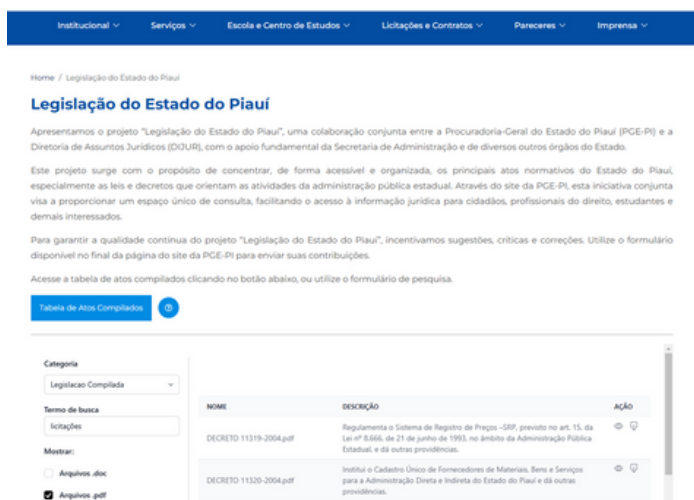 Institucional Serviços Escola e Centro de Estudos Licitações e Contratos Pareceres Imprensa
Home / Legislação do Estado do Piauí
Legislação do Estado do Piauí
Apresentamos o projeto "Legislação do Estado do Piauí", uma colaboração conjunta entre a Procuradoria-Geral do Estado do Piauí (PGE-PI) e a
Diretoria de Assuntos Jurídicos (DIJUR), com o apoio fundamental da Secretaria de Administração e de diversos outros órgãos do Estado.
Este projeto surge com o propósito de concentrar, de forma acessível e organizada, os principais atos normativos do Estado do Piauí,
especialmente as leis e decretos que orientam as atividades da administração pública estadual. Através do site da PGE-PI, esta iniciativa conjunta
visa a proporcionar um espaço único de consulta, facilitando o acesso à informação jurídica para cidadãos, profissionais do direito, estudantes e
demais interessados.
Para garantir a qualidade contínua do projeto "Legislação do Estado do Piauí", incentivamos sugestões, críticas e correções. Utilize o formulário
disponível no final da página do site da PGE-PI para enviar suas contribuições.
Acesse a tabela de atos compilados clicando no botão abaixo, ou utilize o formulário de pesquisa.
Tabela de Atos Compilados
Categoria
Legislacao Compilada
Termo de busca
licitações
Mostrar:
Arquivos .doc
Arquivos .pdf
NOME DESCRIÇÃO AÇÃO
DECRETO 11319-2004.pdf
Regulamenta o Sistema de Registro de Preços –SRP, previsto no art. 15, da
Lei nº 8.666, de 21 de junho de 1993, no âmbito da Administração Pública
Estadual, e dá outras providências.
DECRETO 11320-2004.pdf
Institui o Cadastro Único de Fornecedores de Materiais, Bens e Serviços
para a Administração Direta e Indireta do Estado do Piauí e dá outras
providências.